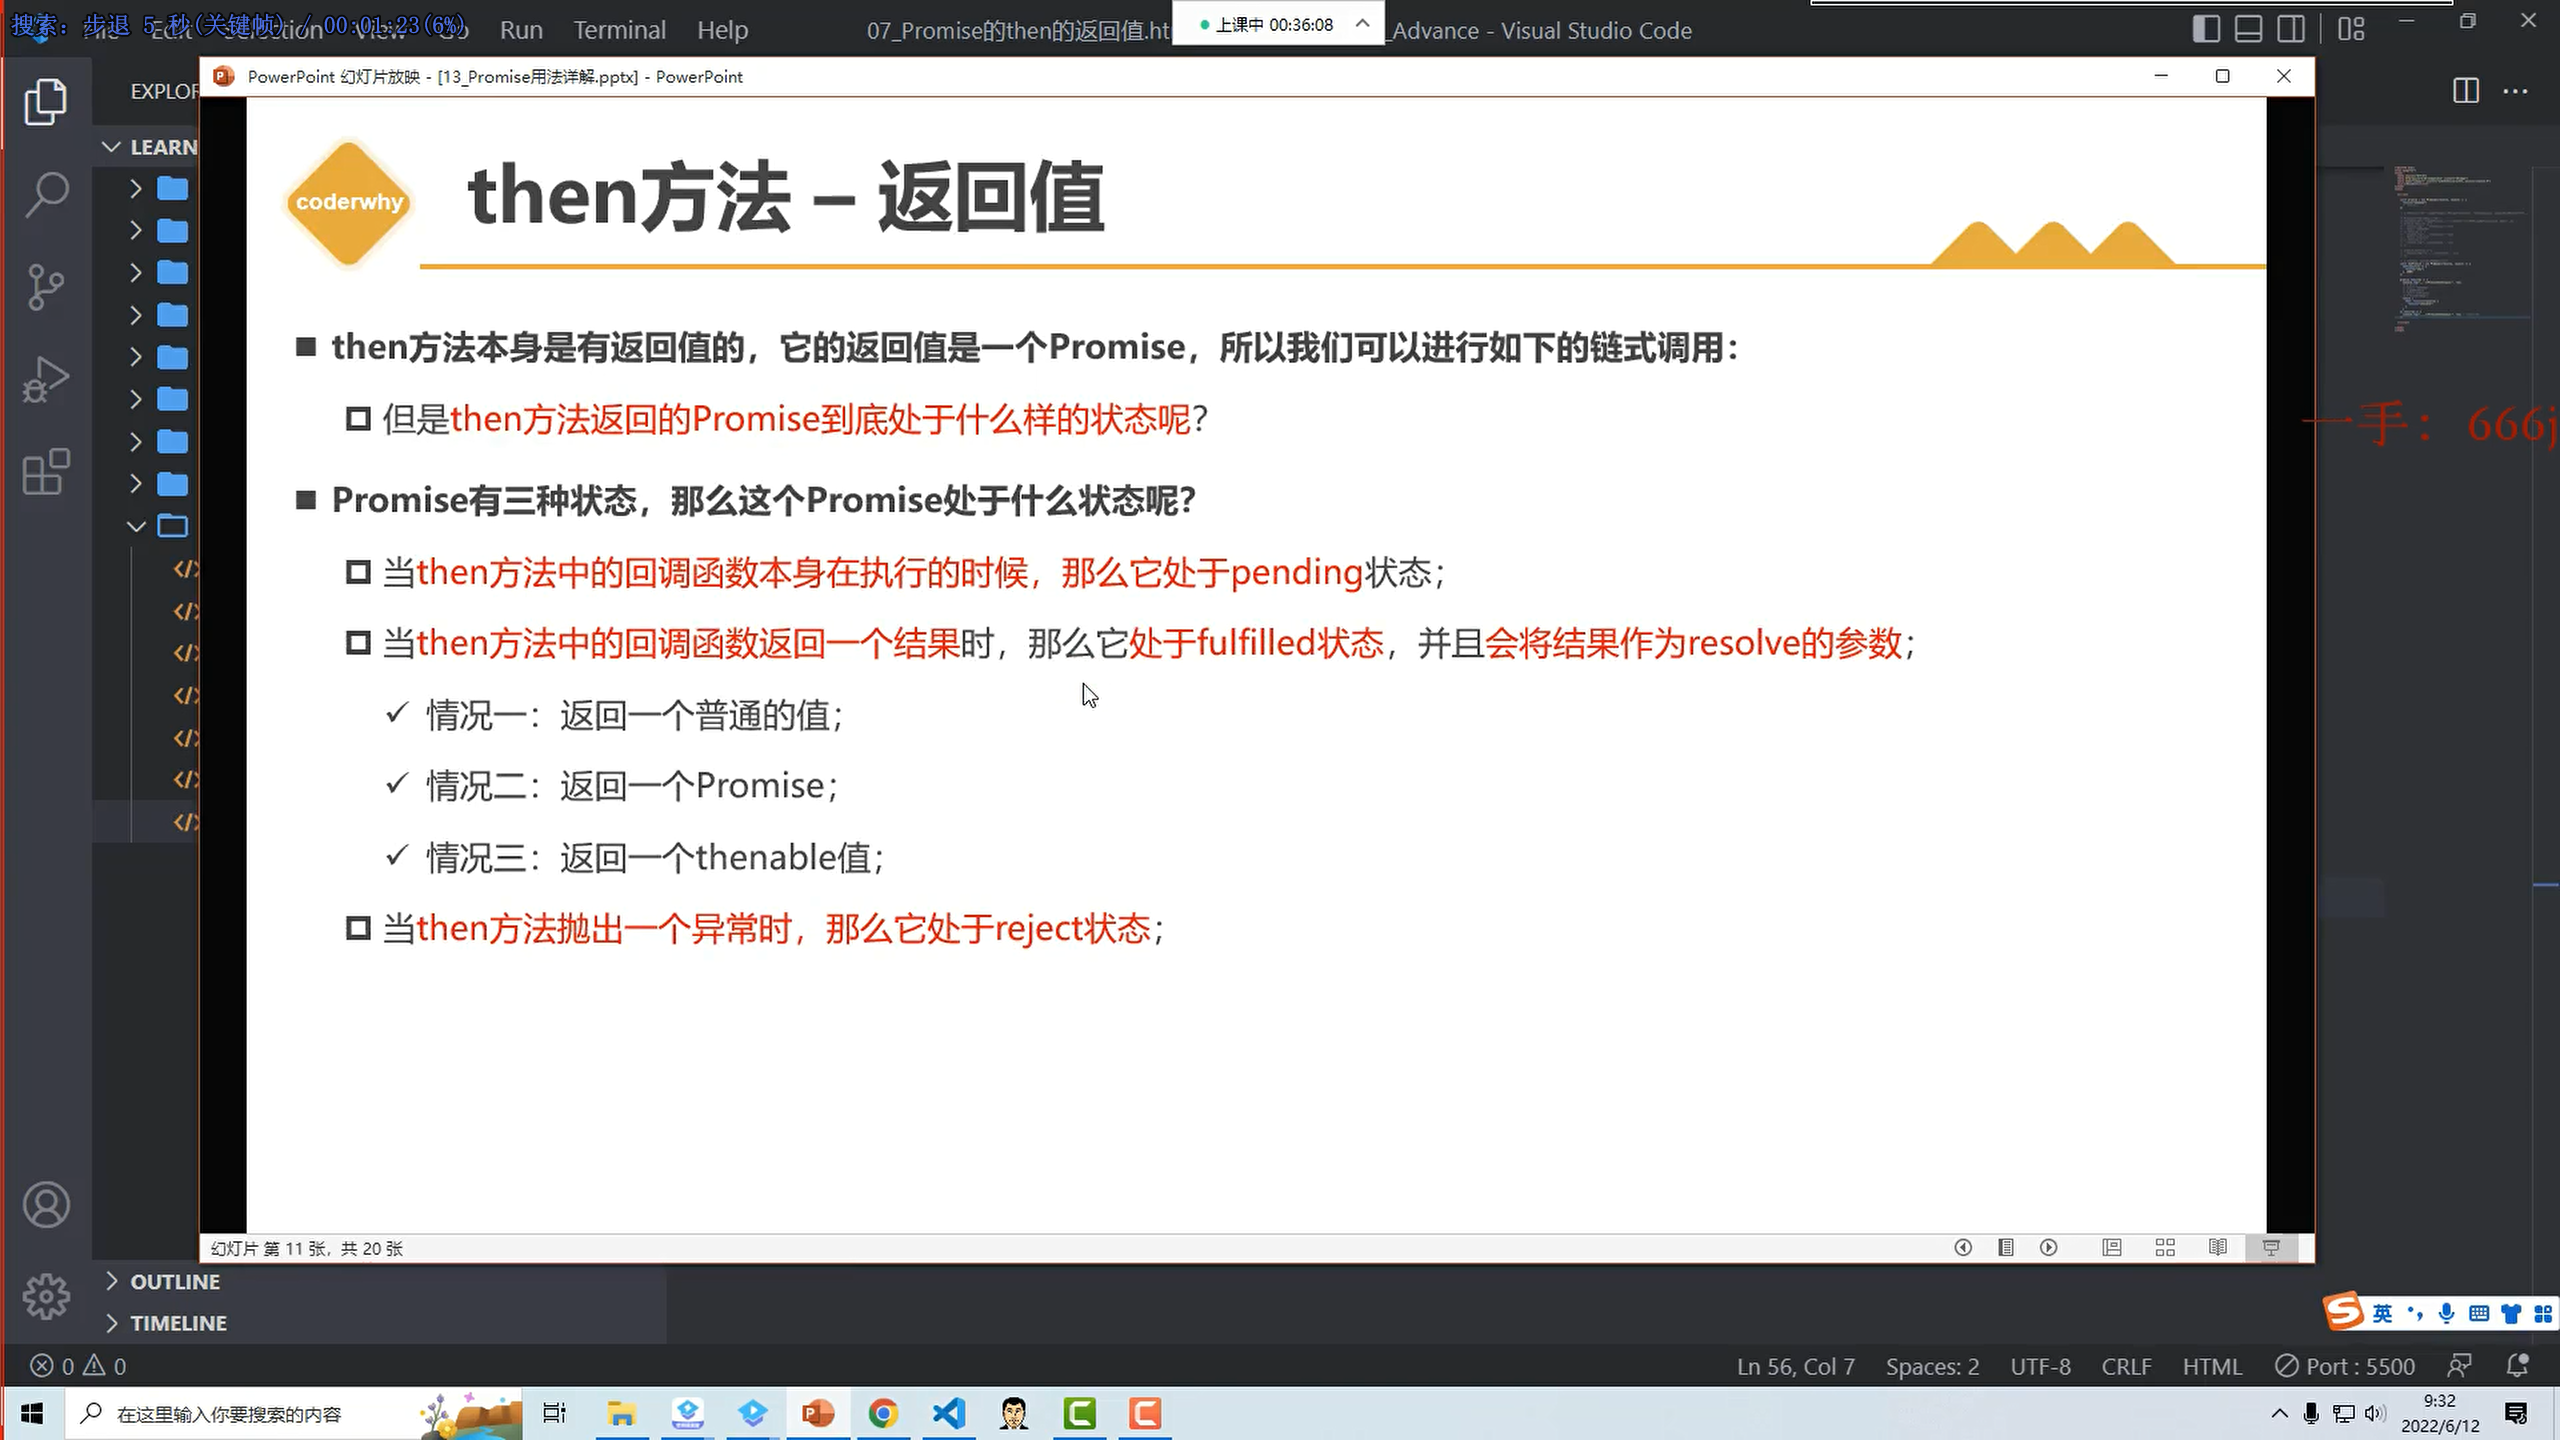 搜索: 步退 5 秒(关键帧) / 00:01:23(6%)
Run Terminal Help
07_Promise的then的返回值.ht
上课中 00:36:08
_Advance - Visual Studio Code
PowerPoint 幻灯片放映 - [13_Promise用法详解.pptx] - PowerPoint
EXPLOR
LEARN
coderwhy
then方法 – 返回值
then方法本身是有返回值的，它的返回值是一个Promise，所以我们可以进行如下的链式调用：
但是then方法返回的Promise到底处于什么样的状态呢？
一手：666j
Promise有三种状态，那么这个Promise处于什么状态呢？
当then方法中的回调函数本身在执行的时候，那么它处于pending状态；
当then方法中的回调函数返回一个结果时，那么它处于fulfilled状态，并且会将结果作为resolve的参数；
情况一：返回一个普通的值；
情况二：返回一个Promise；
情况三：返回一个thenable值；
当then方法抛出一个异常时，那么它处于reject状态；
幻灯片 第 11 张，共 20 张
OUTLINE
TIMELINE
英
0 0
Ln 56, Col 7 Spaces: 2 UTF-8 CRLF HTML Port : 5500
在这里输入你要搜索的内容
9:32
2022/6/12